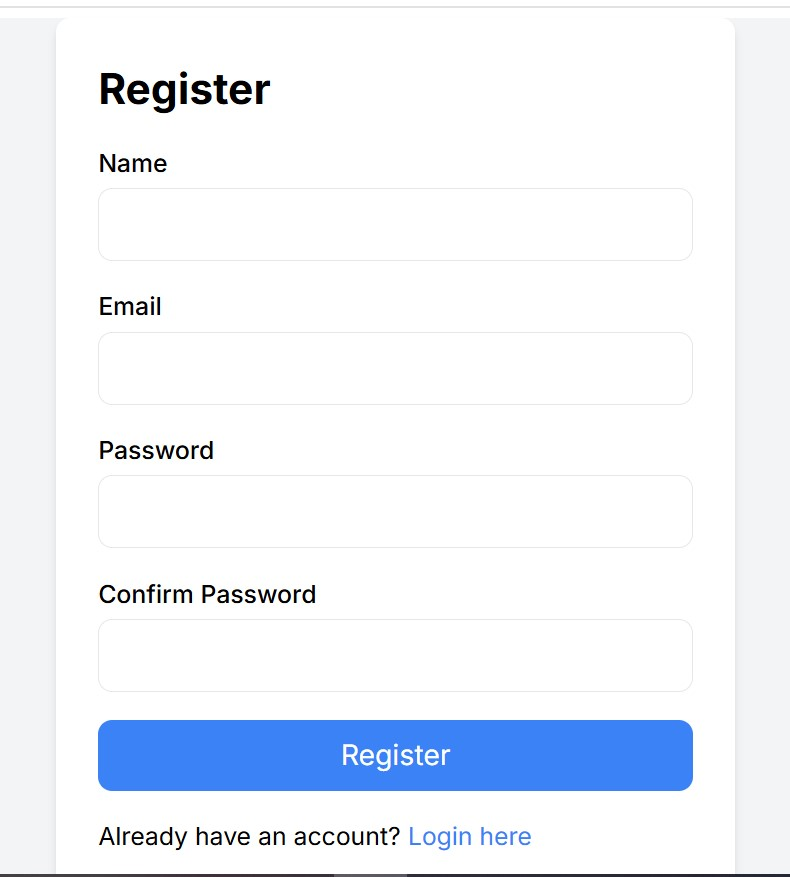 Register
Name
Email
Password
Confirm Password
Register
Already have an account? Login here